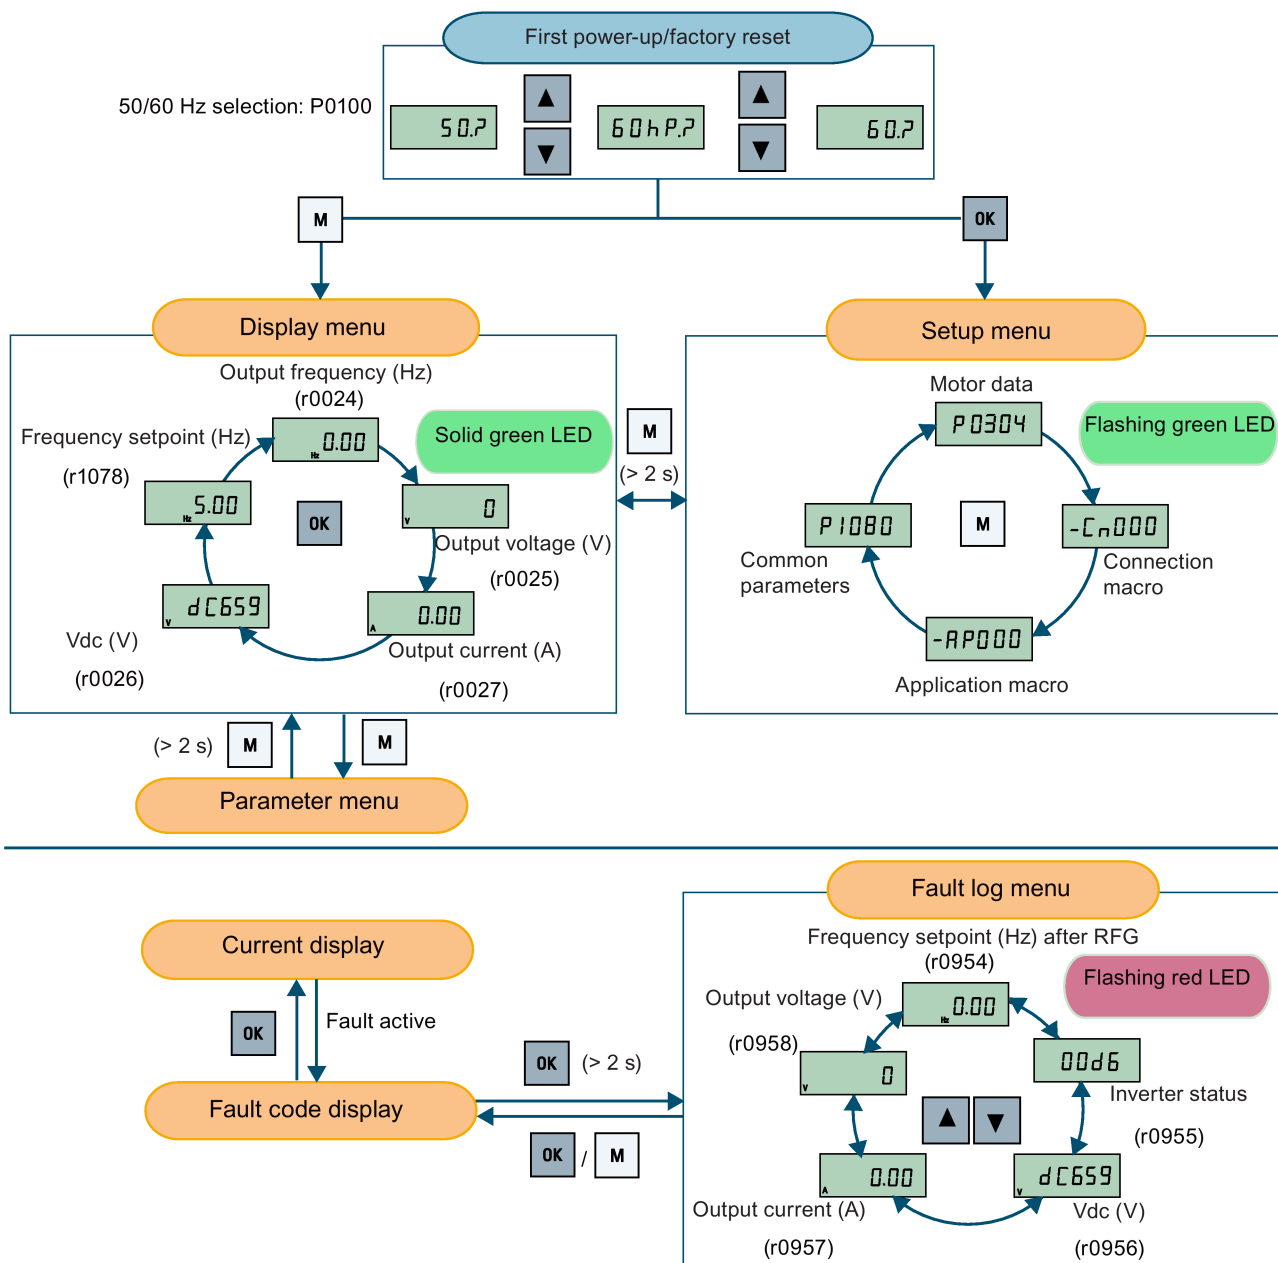 First power-up/factory reset
50/60 Hz selection: P0100
50.?
60hP.?
60.?
M
OK
Display menu
Output frequency (Hz)
(r0024)
Hz 0.00
Solid green LED
Frequency setpoint (Hz)
(r1078)
Hz 5.00
OK
V 0
Output voltage (V)
(r0025)
V dC659
A 0.00
Vdc (V)
(r0026)
Output current (A)
(r0027)
M
(> 2 s)
Setup menu
Motor data
P0304
Flashing green LED
P1080
M
-Cn000
Common
parameters
Connection
macro
-AP000
Application macro
(> 2 s)
M
M
Parameter menu
Current display
OK
Fault active
Fault code display
OK
(> 2 s)
OK
/
M
Fault log menu
Frequency setpoint (Hz) after RFG
(r0954)
Hz 0.00
Flashing red LED
Output voltage (V)
(r0958)
V 0
00d6
Inverter status
(r0955)
A 0.00
V dC659
Output current (A)
(r0957)
Vdc (V)
(r0956)